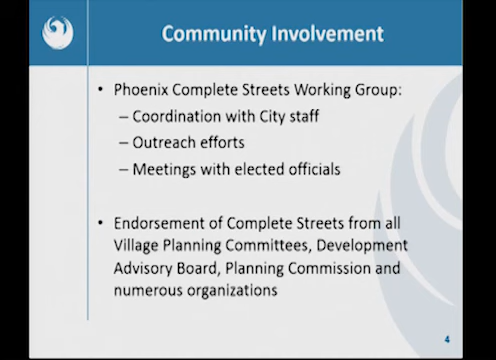 Community Involvement
• Phoenix Complete Streets Working Group:
– Coordination with City staff
– Outreach efforts
– Meetings with elected officials
• Endorsement of Complete Streets from all
Village Planning Committees, Development
Advisory Board, Planning Commission and
numerous organizations
4